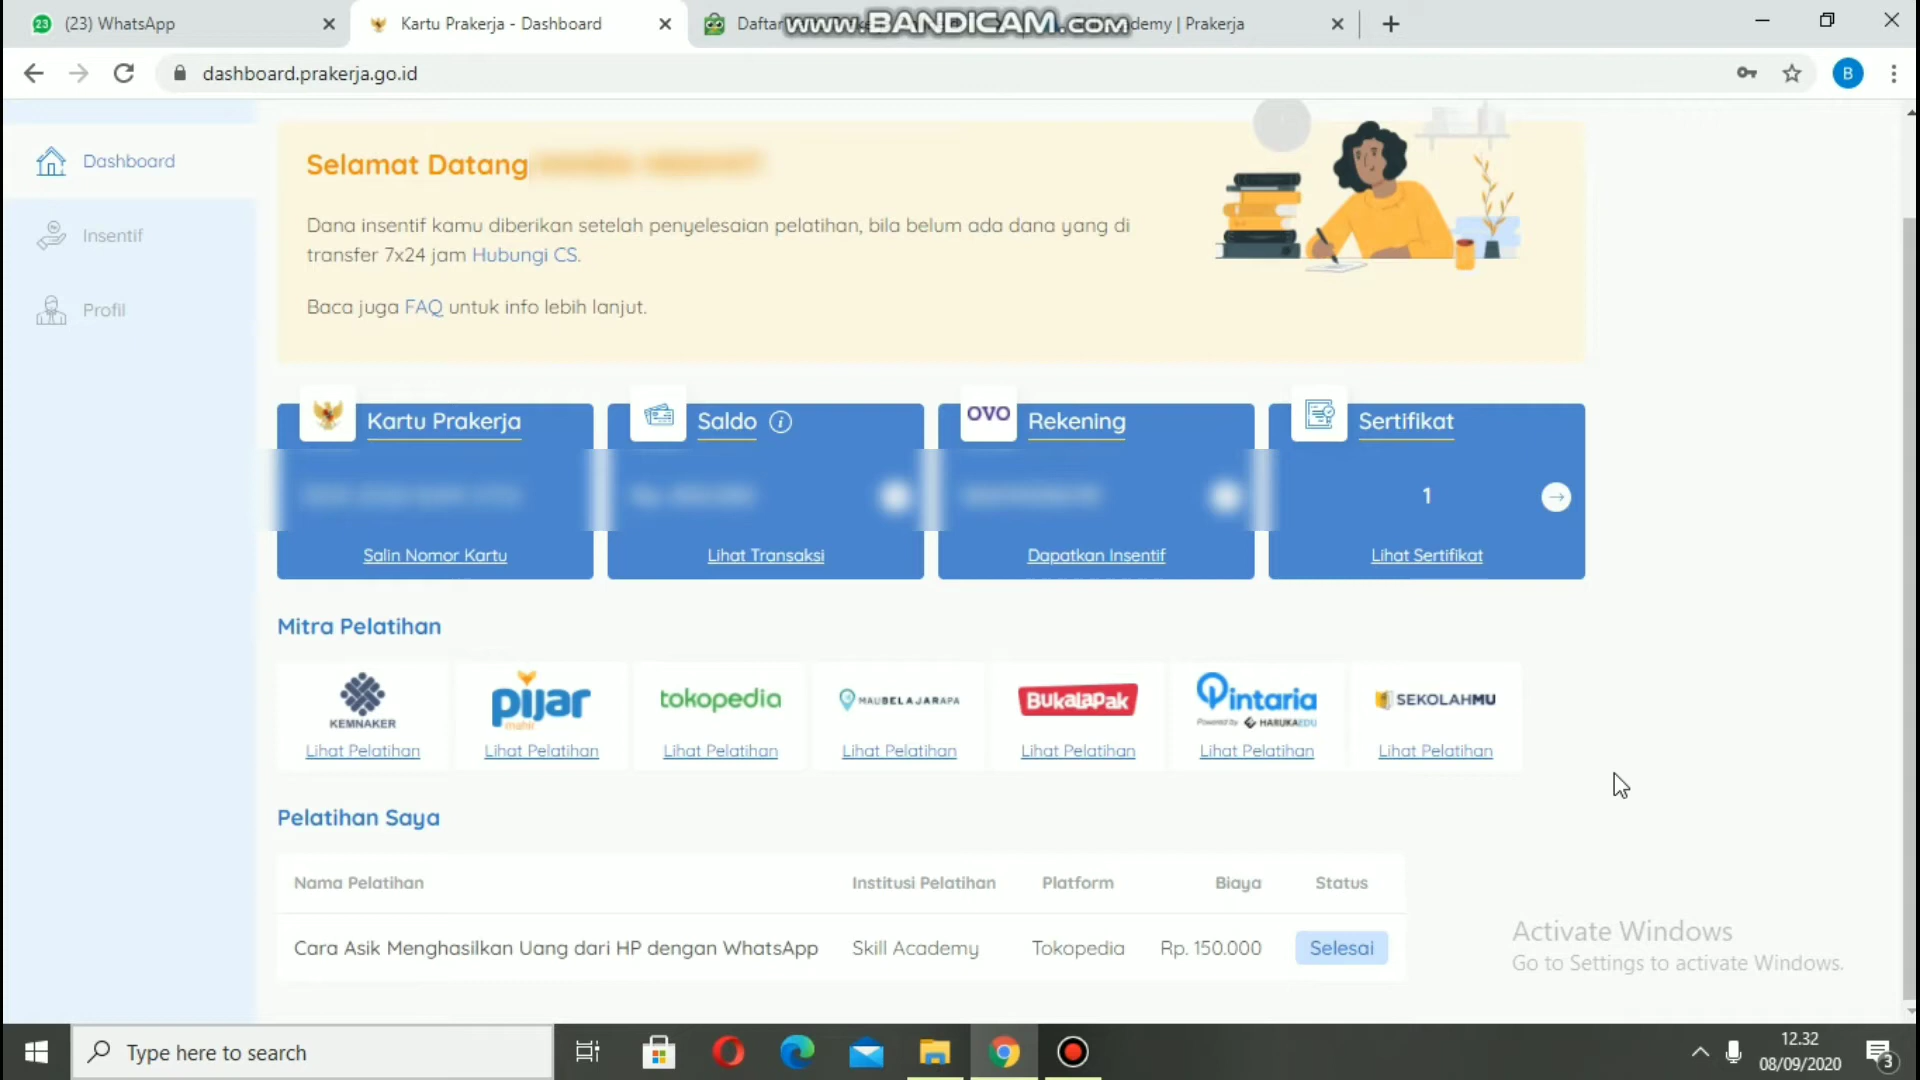 (23) WhatsApp
Kartu Prakerja - Dashboard
www.BANDICAM.com
demy | Prakerja
dashboard.prakerja.go.id
B
Dashboard
Insentif
Profil
Selamat Datang
Dana insentif kamu diberikan setelah penyelesaian pelatihan, bila belum ada dana yang di
transfer 7x24 jam Hubungi CS.
Baca juga FAQ untuk info lebih lanjut.
Kartu Prakerja
Salin Nomor Kartu
Saldo
Lihat Transaksi
OVO Rekening
Dapatkan Insentif
Sertifikat
1
Lihat Sertifikat
Mitra Pelatihan
KEMNAKER
pijar
mahir
tokopedia
MAUBELAJARAPA
BukaLaPak
Pintaria
Powered by HARUKAEDU
SEKOLAHMU
Lihat Pelatihan
Lihat Pelatihan
Lihat Pelatihan
Lihat Pelatihan
Lihat Pelatihan
Lihat Pelatihan
Lihat Pelatihan
Pelatihan Saya
Nama Pelatihan Institusi Pelatihan Platform Biaya Status
Cara Asik Menghasilkan Uang dari HP dengan WhatsApp Skill Academy Tokopedia Rp. 150.000 Selesai
Activate Windows
Go to Settings to activate Windows.
Type here to search
12.32
08/09/2020
3